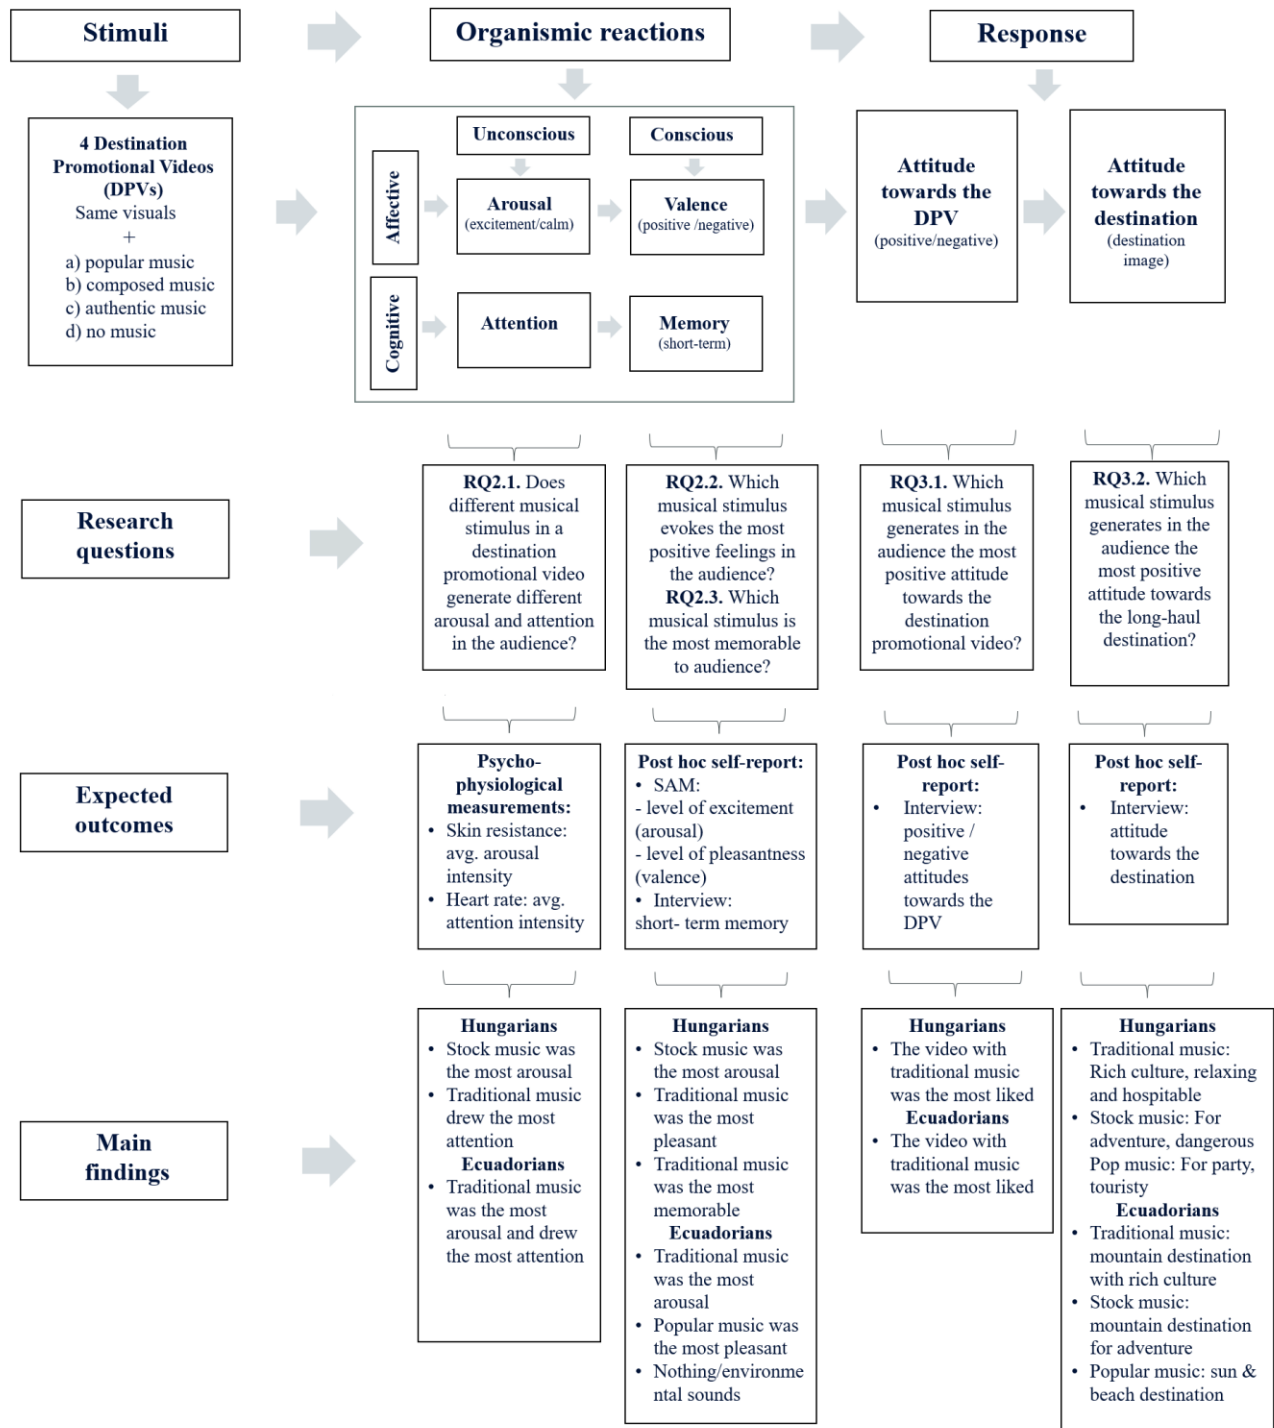 Stimuli
Organismic reactions
Response
4 Destination
Promotional Videos
(DPVs)
Same visuals
+
a) popular music
b) composed music
c) authentic music
d) no music
Unconscious
Conscious
Affective
Arousal
(excitement/calm)
Valence
(positive /negative)
Cognitive
Attention
Memory
(short-term)
Attitude
towards the
DPV
(positive/negative)
Attitude
towards the
destination
(destination
image)
Research
questions
RQ2.1. Does
different musical
stimulus in a
destination
promotional video
generate different
arousal and attention
in the audience?
RQ2.2. Which
musical stimulus
evokes the most
positive feelings in
the audience?
RQ2.3. Which
musical stimulus is
the most memorable
to audience?
RQ3.1. Which
musical stimulus
generates in the
audience the most
positive attitude
towards the
destination
promotional video?
RQ3.2. Which
musical stimulus
generates in the
audience the
most positive
attitude towards
the long-haul
destination?
Expected
outcomes
Psycho-
physiological
measurements:
• Skin resistance:
avg. arousal
intensity
• Heart rate: avg.
attention intensity
Post hoc self-report:
• SAM:
- level of excitement
(arousal)
- level of pleasantness
(valence)
• Interview:
short- term memory
Post hoc self-
report:
• Interview:
positive /
negative
attitudes
towards the
DPV
Post hoc self-
report:
• Interview:
attitude
towards the
destination
Main
findings
Hungarians
• Stock music was
the most arousal
• Traditional music
drew the most
attention
Ecuadorians
• Traditional music
was the most
arousal and drew
the most attention
Hungarians
• Stock music was
the most arousal
• Traditional music
was the most
pleasant
• Traditional music
was the most
memorable
Ecuadorians
• Traditional music
was the most
arousal
• Popular music was
the most pleasant
• Nothing/environme
ntal sounds
Hungarians
• The video with
traditional music
was the most liked
Ecuadorians
• The video with
traditional music
was the most liked
Hungarians
• Traditional music:
Rich culture, relaxing
and hospitable
• Stock music: For
adventure, dangerous
Pop music: For party,
touristy
Ecuadorians
• Traditional music:
mountain destination
with rich culture
• Stock music:
mountain destination
for adventure
• Popular music: sun &
beach destination